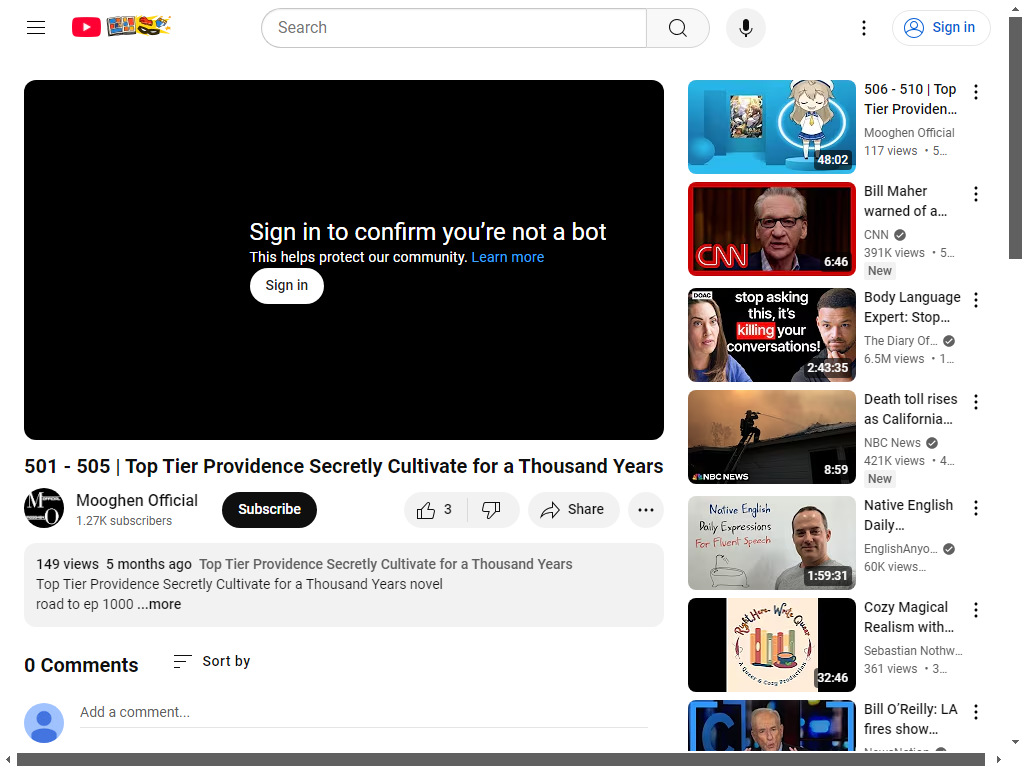 Search
Sign in
Sign in to confirm you're not a bot
This helps protect our community. Learn more
Sign in
501 - 505 | Top Tier Providence Secretly Cultivate for a Thousand Years
Mooghen Official
1.27K subscribers
Subscribe
3
Share
149 views 5 months ago Top Tier Providence Secretly Cultivate for a Thousand Years
Top Tier Providence Secretly Cultivate for a Thousand Years novel
road to ep 1000 ...more
0 Comments
Sort by
Add a comment...
48:02
506 - 510 | Top
Tier Providen...
Mooghen Official
117 views • 5...
CNN
6:46
Bill Maher
warned of a...
CNN
391K views • 5...
New
DOAC
stop asking
this, it's
killing your
conversations!
2:43:35
Body Language
Expert: Stop...
The Diary Of...
6.5M views • 1...
NBC NEWS
8:59
Death toll rises
as California...
NBC News
421K views • 4...
New
Native English
Daily Expressions
For Fluent Speech
1:59:31
Native English
Daily...
EnglishAnyo...
60K views...
Right Here, Write Queer
A Queer & Cozy Production
32:46
Cozy Magical
Realism with...
Sebastian Nothw...
361 views • 3...
Bill O'Reilly: LA
fires show...